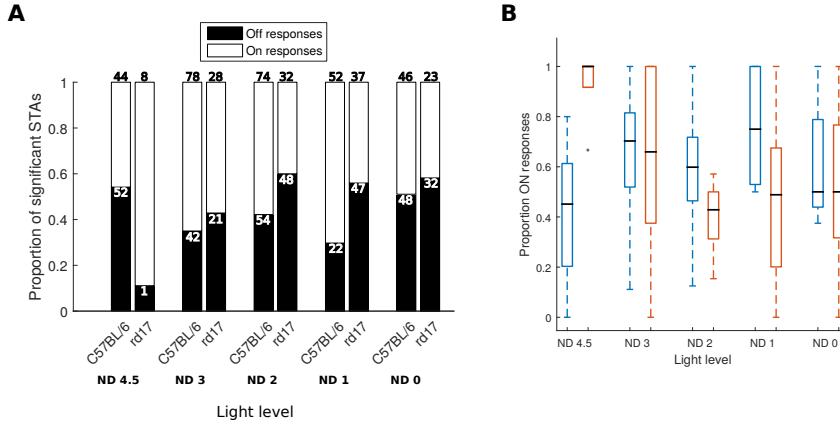 A
Off responses
On responses
Proportion of significant STAs
1
0.8
0.6
0.4
0.2
0
44 8 78 28 74 32 52 37 46 23
52 1 42 21 54 48 22 47 48 32
C57BL/6 rd17 C57BL/6 rd17 C57BL/6 rd17 C57BL/6 rd17 C57BL/6 rd17
ND 4.5 ND 3 ND 2 ND 1 ND 0
Light level
B
Proportion ON responses
1
0.8
0.6
0.4
0.2
0
ND 4.5 ND 3 ND 2 ND 1 ND 0
Light level